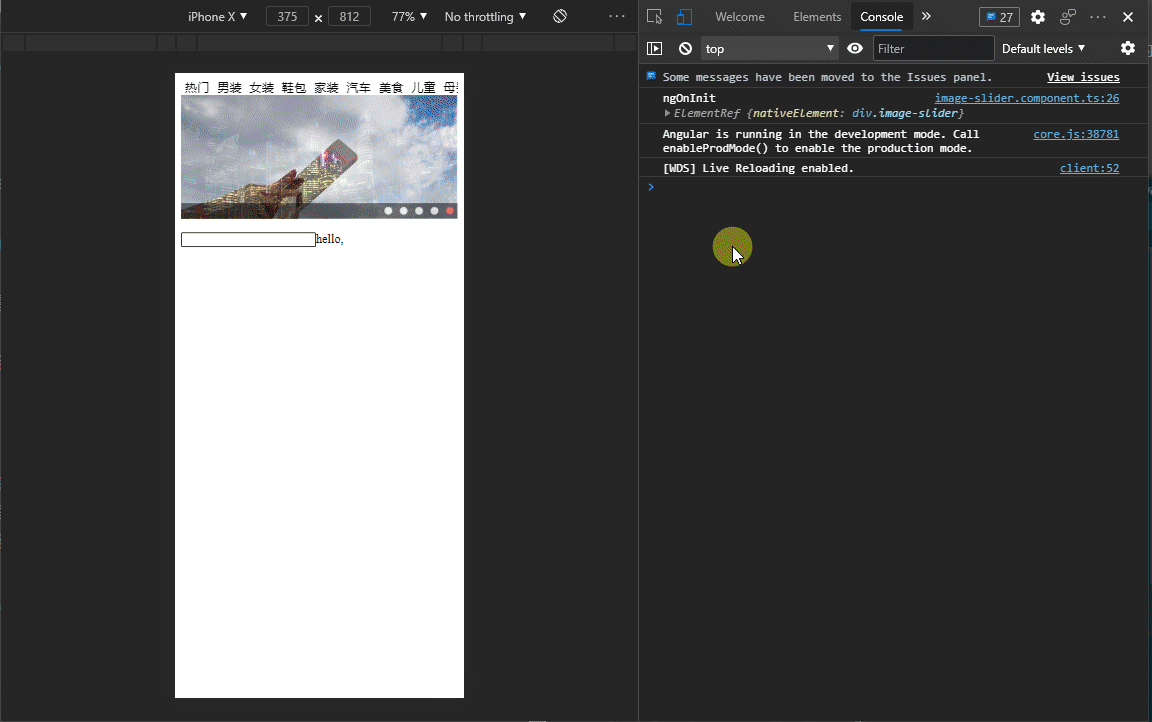 iPhone X 375 × 812 77% No throttling
Welcome Elements Console 27
top Filter Default levels
Some messages have been moved to the Issues panel. View issues
ngOnInit image-slider.component.ts:26
ElementRef {nativeElement: div.image-slider}
Angular is running in the development mode. Call core.js:38781
enableProdMode() to enable the production mode.
[WDS] Live Reloading enabled. client:52
热门 男装 女装 鞋包 家装 汽车 美食 儿童
hello,